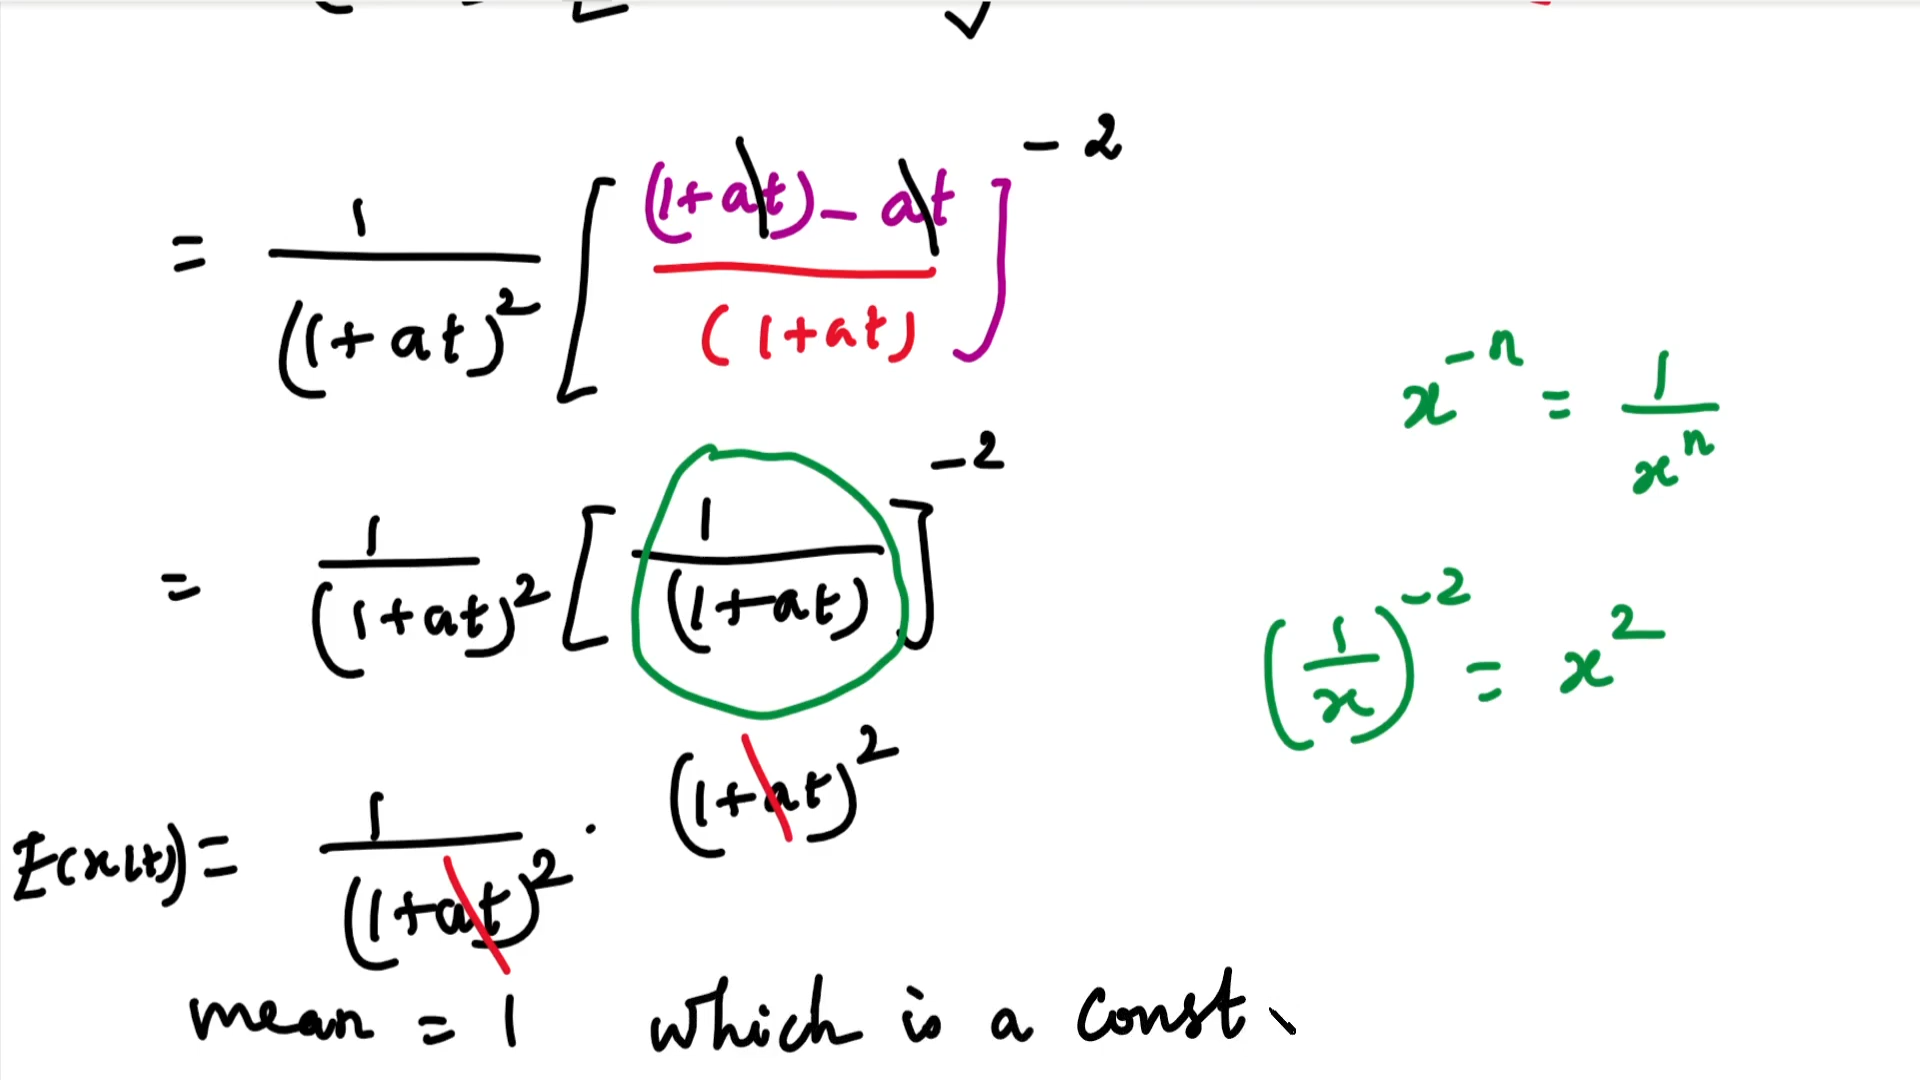 = 1/(1+at)^2 [ ((1+at) - at)/(1+at) ]^-2
x^-n = 1/x^n
= 1/(1+at)^2 [ 1/(1+at) ]^-2
(1/x)^-2 = x^2
E(x(t)) = 1/(1+at)^2 · (1+at)^2
mean = 1 which is a const